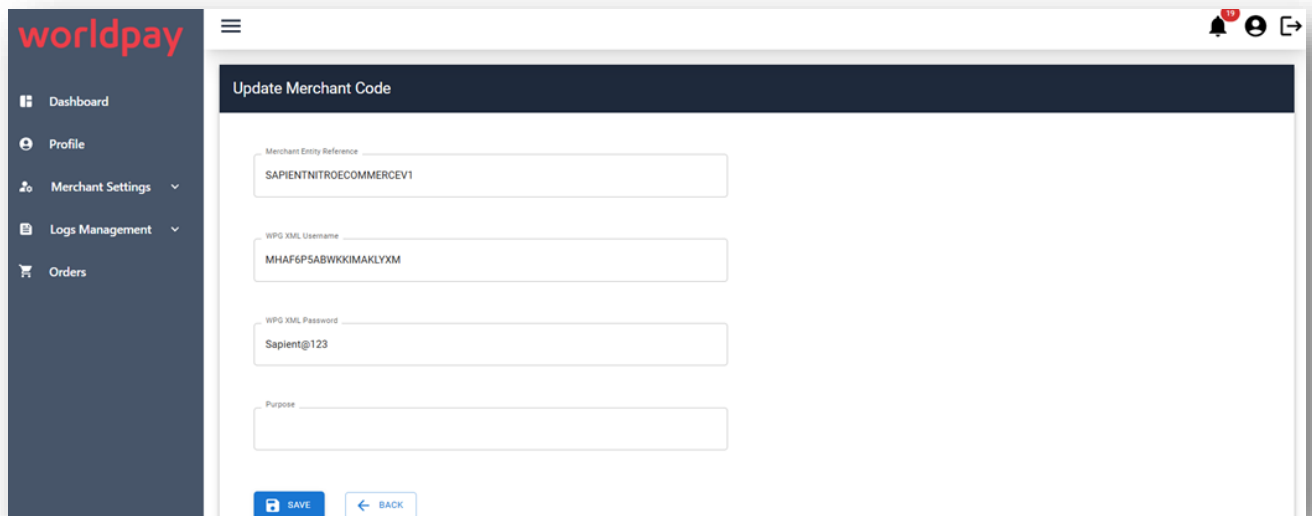 worldpay
19
Dashboard
Profile
Merchant Settings
Logs Management
Orders
Update Merchant Code
Merchant Entity Reference
SAPIENTNITROECOMMERCEV1
WPG XML Username
MHAF6P5ABWKKIMAKLYXM
WPG XML Password
Sapient@123
Purpose
SAVE
BACK